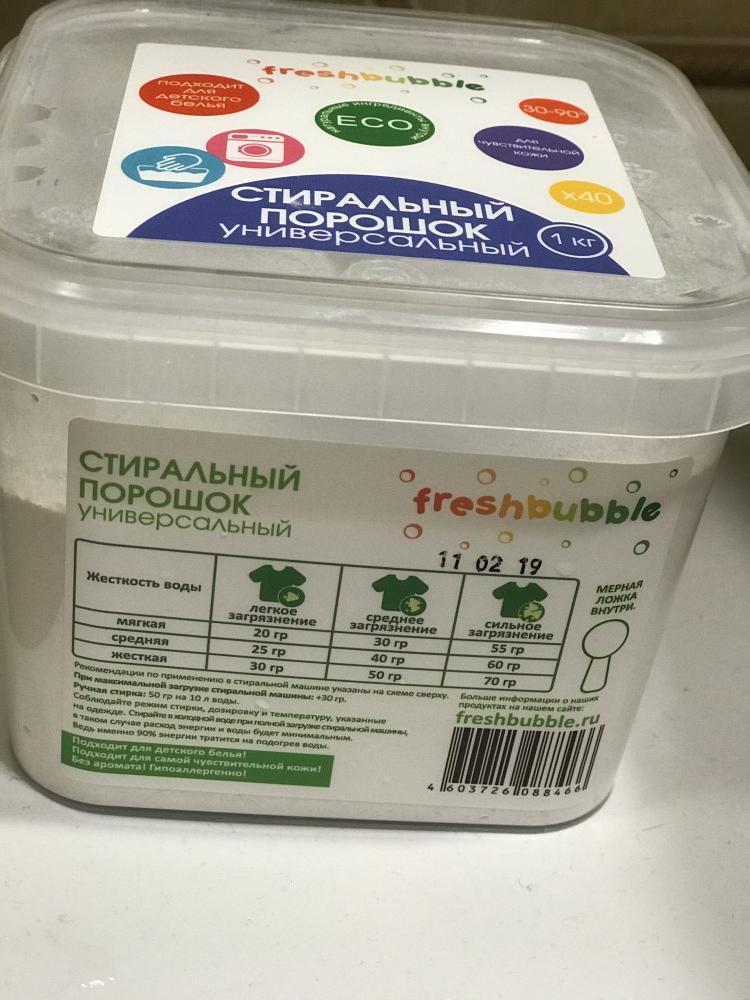 freshbubble
ПОДХОДИТ
ДЛЯ
ДЕТСКОГО
БЕЛЬЯ
натуральные ингредиенты внутри
ECO
30-90°
для
чувствительной
кожи
x40
СТИРАЛЬНЫЙ
ПОРОШОК
универсальный
1 кг
СТИРАЛЬНЫЙ
ПОРОШОК
универсальный
freshbubble
11 02 19
Жесткость воды
легкое
загрязнение
среднее
загрязнение
сильное
загрязнение
мягкая 20 гр 30 гр 55 гр
средняя 25 гр 40 гр 60 гр
жесткая 30 гр 50 гр 70 гр
МЕРНАЯ
ЛОЖКА
ВНУТРИ.
Рекомендации по применению в стиральной машине указаны на схеме сверху.
При максимальной загрузке стиральной машины: +30 гр.
Ручная стирка: 50 гр на 10 л воды.
Соблюдайте режим стирки, дозировку и температуру, указанные
на одежде. Стирайте в холодной воде при полной загрузке стиральной машины,
в таком случае расход энергии и воды будет минимальным.
Ведь именно 90% энергии тратится на подогрев воды.
Подходит для детского белья!
Подходит для самой чувствительной кожи!
Без аромата! Гипоаллергенно!
Больше информации о наших
продуктах на нашем сайте:
freshbubble.ru
4 603726 088466